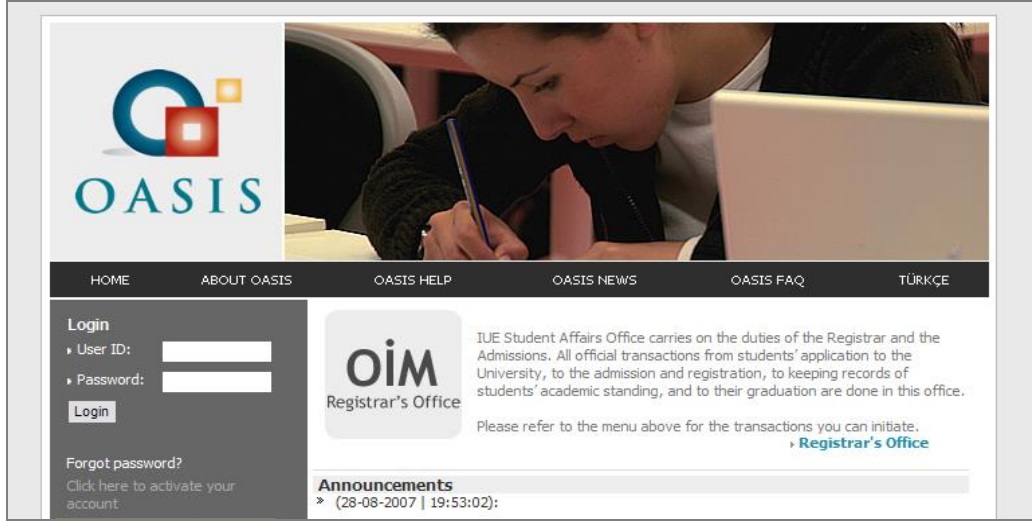 OASIS
HOME
ABOUT OASIS
OASIS HELP
OASIS NEWS
OASIS FAQ
TÜRKÇE
Login
User ID:
Password:
Login
Forgot password?
Click here to activate your
account
OİM
Registrar's Office
IUE Student Affairs Office carries on the duties of the Registrar and the
Admissions. All official transactions from students' application to the
University, to the admission and registration, to keeping records of
students' academic standing, and to their graduation are done in this office.
Please refer to the menu above for the transactions you can initiate.
Registrar's Office
Announcements
» (28-08-2007 | 19:53:02):